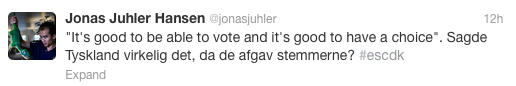 Jonas Juhler Hansen @jonasjuhler 12h
"It's good to be able to vote and it's good to have a choice". Sagde
Tyskland virkelig det, da de afgav stemmerne? #escdk
Expand